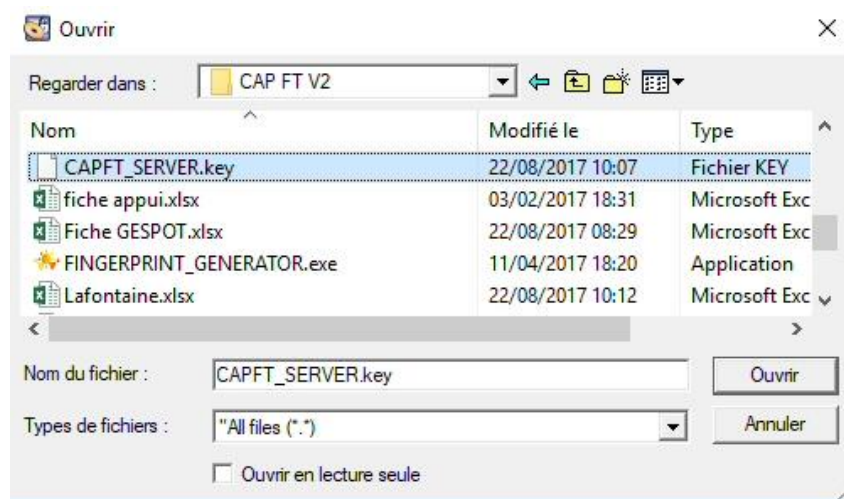 Ouvrir
Regarder dans : CAP FT V2
Nom Modifié le Type
CAPFT_SERVER.key 22/08/2017 10:07 Fichier KEY
fiche appui.xlsx 03/02/2017 18:31 Microsoft Exc
Fiche GESPOT.xlsx 22/08/2017 08:29 Microsoft Exc
FINGERPRINT_GENERATOR.exe 11/04/2017 18:20 Application
Lafontaine.xlsx 22/08/2017 10:12 Microsoft Exc
Nom du fichier : CAPFT_SERVER.key Ouvrir
Types de fichiers : "All files (*.*) Annuler
Ouvrir en lecture seule